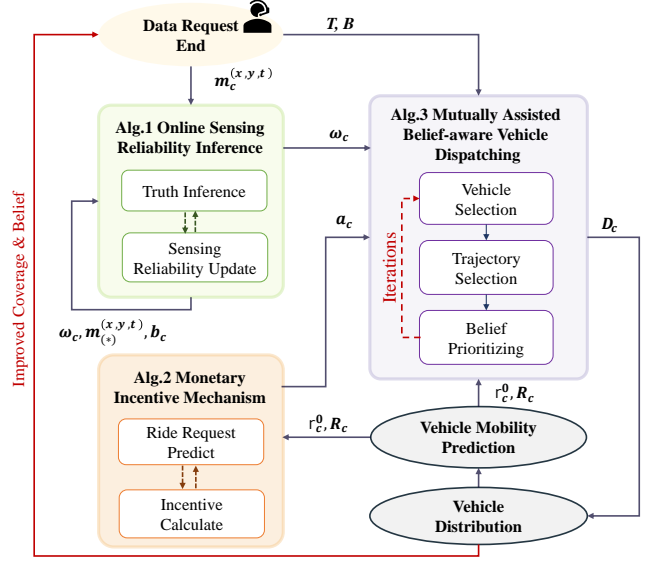 Data Request
End
T, B
m_c^{(x,y,t)}
Alg.1 Online Sensing
Reliability Inference
Truth Inference
Sensing
Reliability Update
ω_c
ω_c, m_{(*)}^{(x,y,t)}, b_c
Alg.3 Mutually Assisted
Belief-aware Vehicle
Dispatching
Vehicle
Selection
Trajectory
Selection
Belief
Prioritizing
Iterations
a_c
D_c
Improved Coverage & Belief
Alg.2 Monetary
Incentive Mechanism
Ride Request
Predict
Incentive
Calculate
r_c^0, R_c
r_c^0, R_c
Vehicle Mobility
Prediction
Vehicle
Distribution